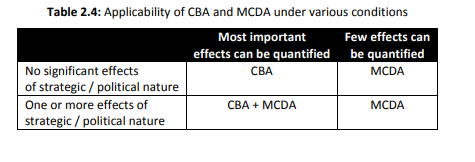 Table 2.4: Applicability of CBA and MCDA under various conditions
Most important effects can be quantified
Few effects can be quantified
No significant effects of strategic / political nature
CBA
MCDA
One or more effects of strategic / political nature
CBA + MCDA
MCDA